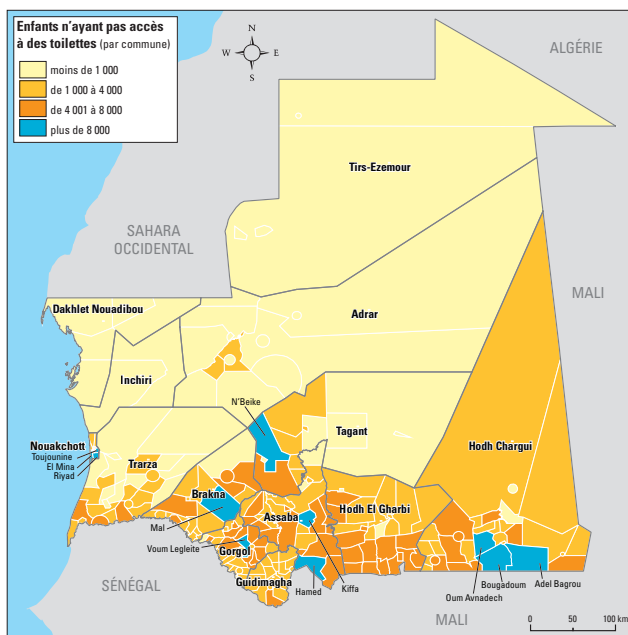 Enfants n'ayant pas accès
à des toilettes (par commune)
moins de 1 000
de 1 000 à 4 000
de 4 001 à 8 000
plus de 8 000
N
W
E
S
ALGÉRIE
Tirs-Ezemour
SAHARA
OCCIDENTAL
MALI
Dakhlet Nouadibou
Adrar
Inchiri
N'Beike
Tagant
Nouakchott
Toujounine
El Mina
Riyad
Trarza
Hodh Chargui
Brakna
Assaba
Hodh El Gharbi
Mal
Voum Legleite
Gorgol
Guidimagha
Hamed
Kiffa
Oum Avnadech
Bougadoum
Adel Bagrou
SÉNÉGAL
MALI
0 50 100 km